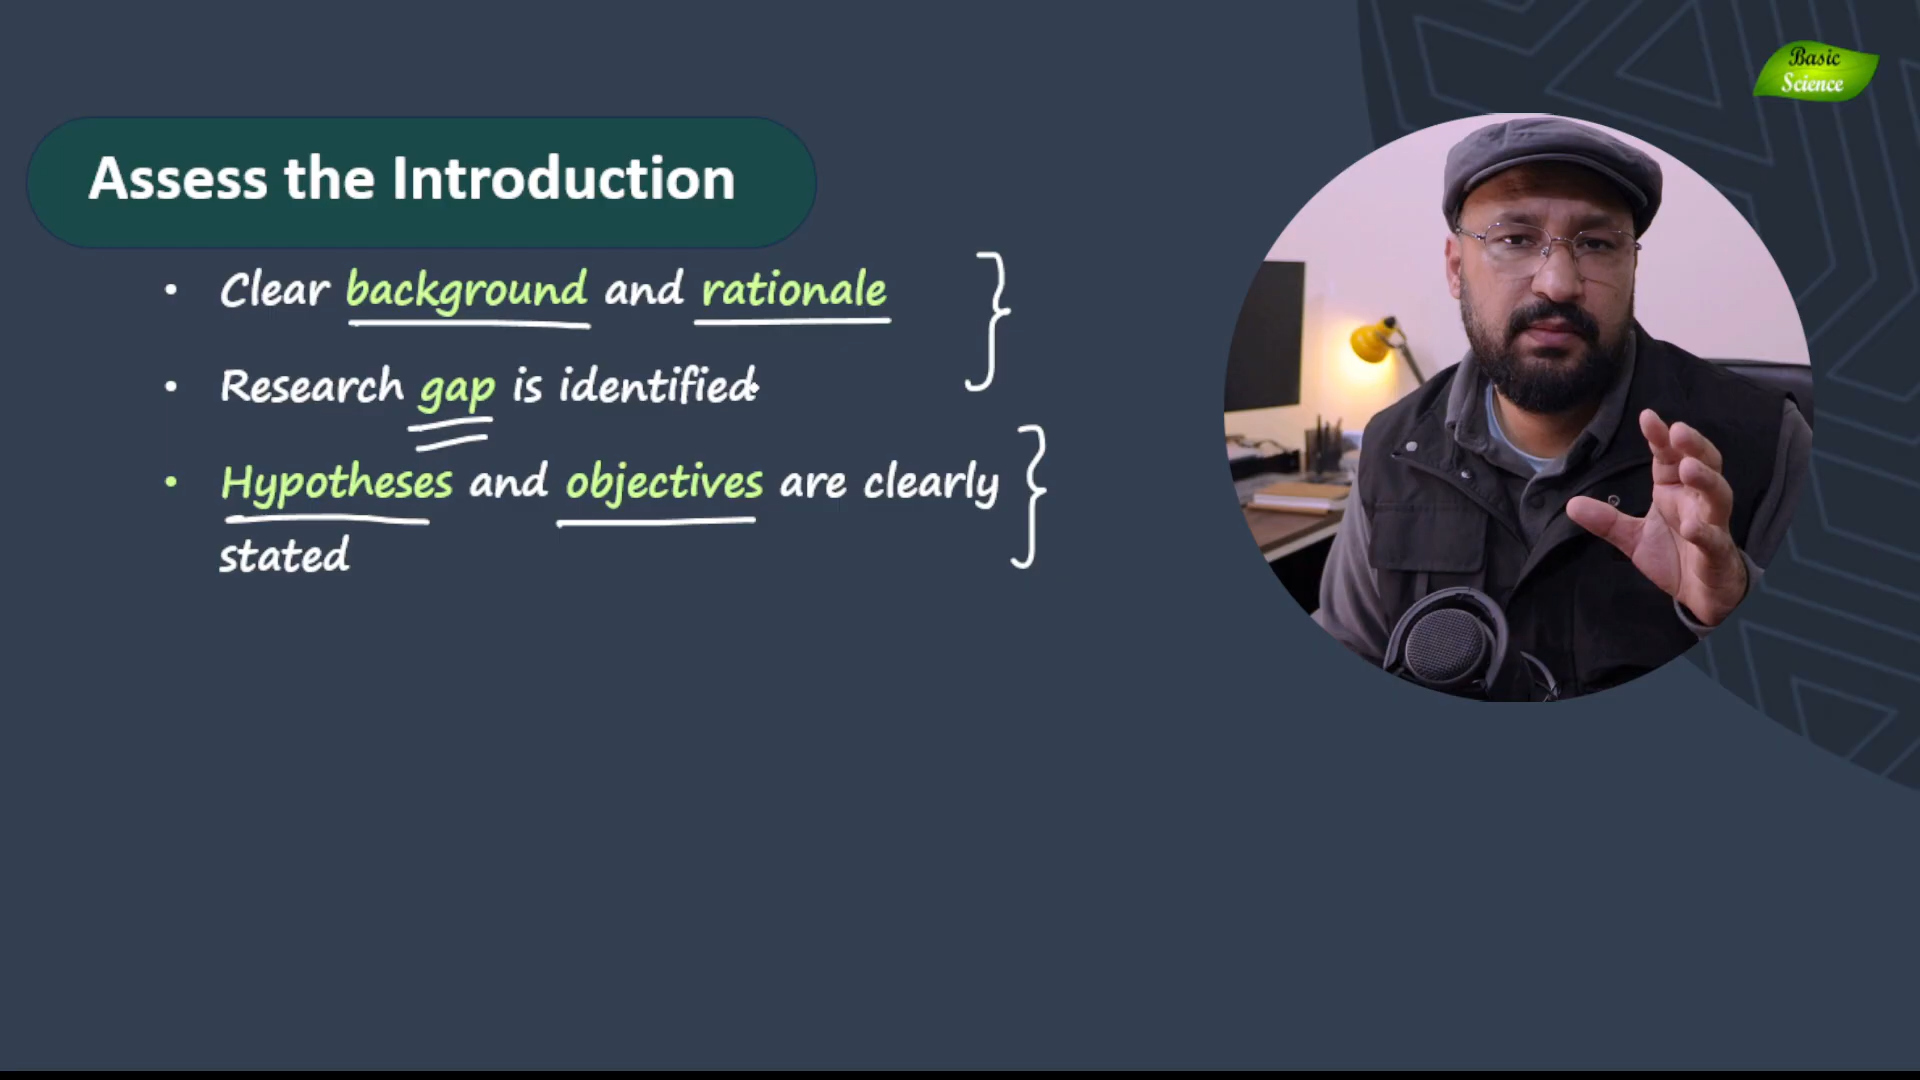 Basic
Science
Assess the Introduction
• Clear background and rationale
• Research gap is identified
• Hypotheses and objectives are clearly
stated